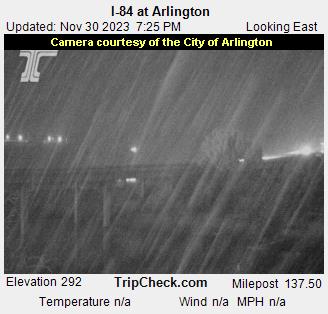 I-84 at Arlington
Updated: Nov 30 2023 7:25 PM Looking East
Camera courtesy of the City of Arlington
Elevation 292 TripCheck.com Milepost 137.50
Temperature n/a Wind n/a MPH n/a